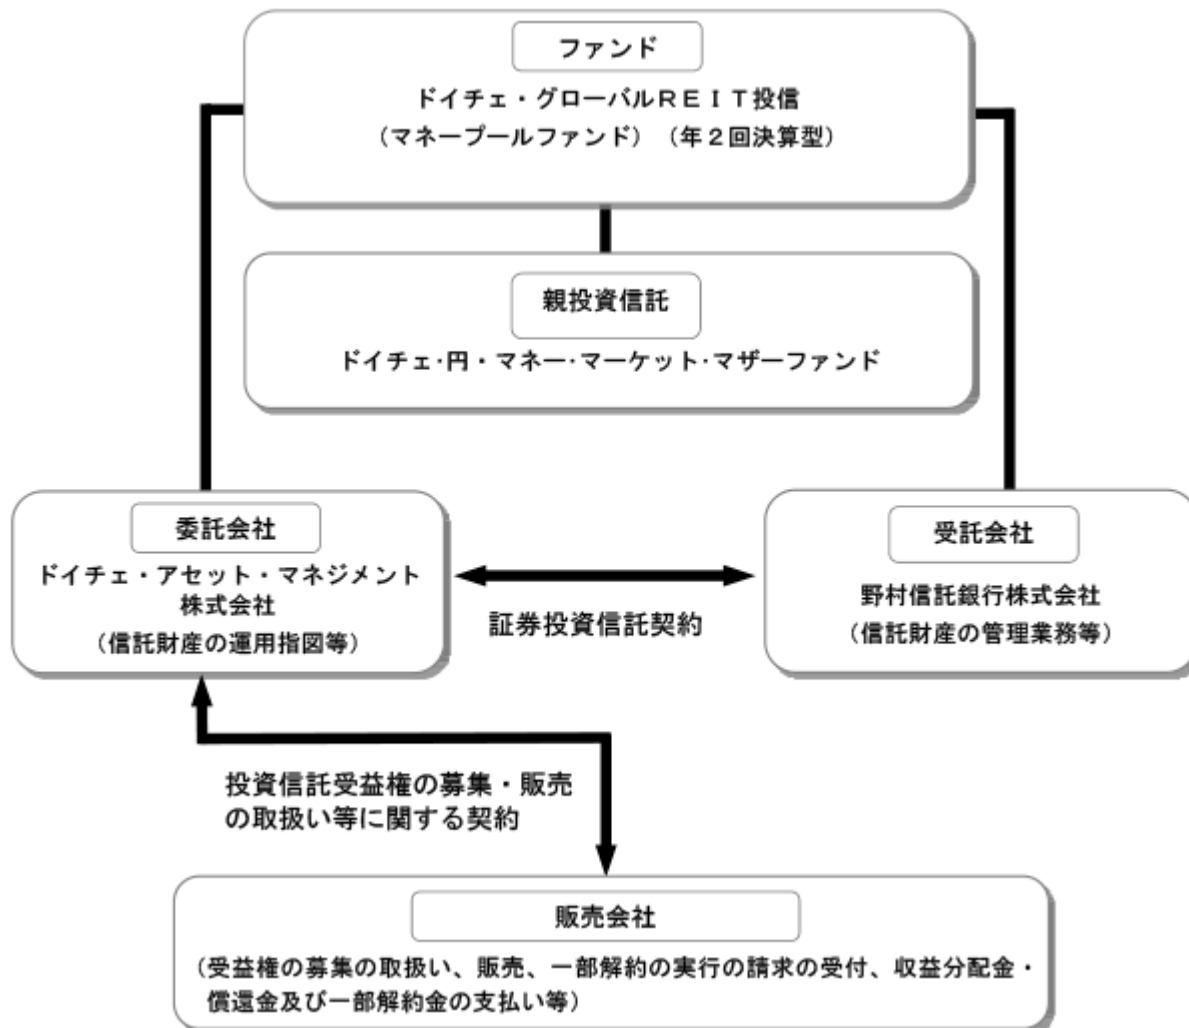 ファンド
ドイチェ・グローバルＲＥＩＴ投信
（マネープールファンド）（年２回決算型）
親投資信託
ドイチェ・円・マネー・マーケット・マザーファンド
委託会社
ドイチェ・アセット・マネジメント
株式会社
（信託財産の運用指図等）
証券投資信託契約
受託会社
野村信託銀行株式会社
（信託財産の管理業務等）
投資信託受益権の募集・販売
の取扱い等に関する契約
販売会社
（受益権の募集の取扱い、販売、一部解約の実行の請求の受付、収益分配金・
償還金及び一部解約金の支払い等）